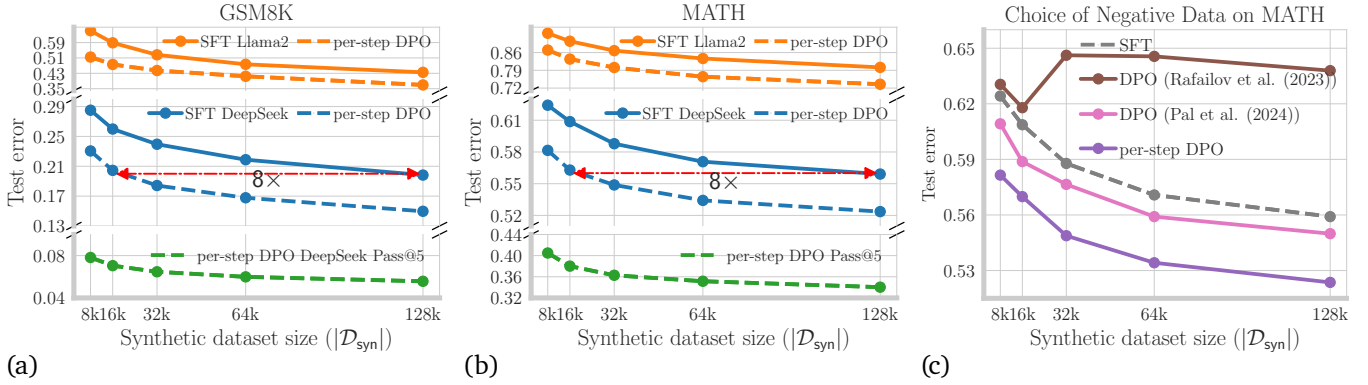 GSM8K
0.59
0.51
0.43
0.35
SFT Llama2
per-step DPO
0.29
0.25
0.21
0.17
0.13
SFT DeepSeek
per-step DPO
8×
0.08
0.04
per-step DPO DeepSeek Pass@5
Test error
8k16k 32k 64k 128k
Synthetic dataset size (|𝒟syn|)
(a)
MATH
0.86
0.79
0.72
SFT Llama2
per-step DPO
0.61
0.58
0.55
0.52
SFT DeepSeek
per-step DPO
8×
0.44
0.40
0.36
0.32
per-step DPO Pass@5
Test error
8k16k 32k 64k 128k
Synthetic dataset size (|𝒟syn|)
(b)
Choice of Negative Data on MATH
0.65
0.62
0.59
0.56
0.53
SFT
DPO (Rafailov et al. (2023))
DPO (Pal et al. (2024))
per-step DPO
Test error
8k16k 32k 64k 128k
Synthetic dataset size (|𝒟syn|)
(c)